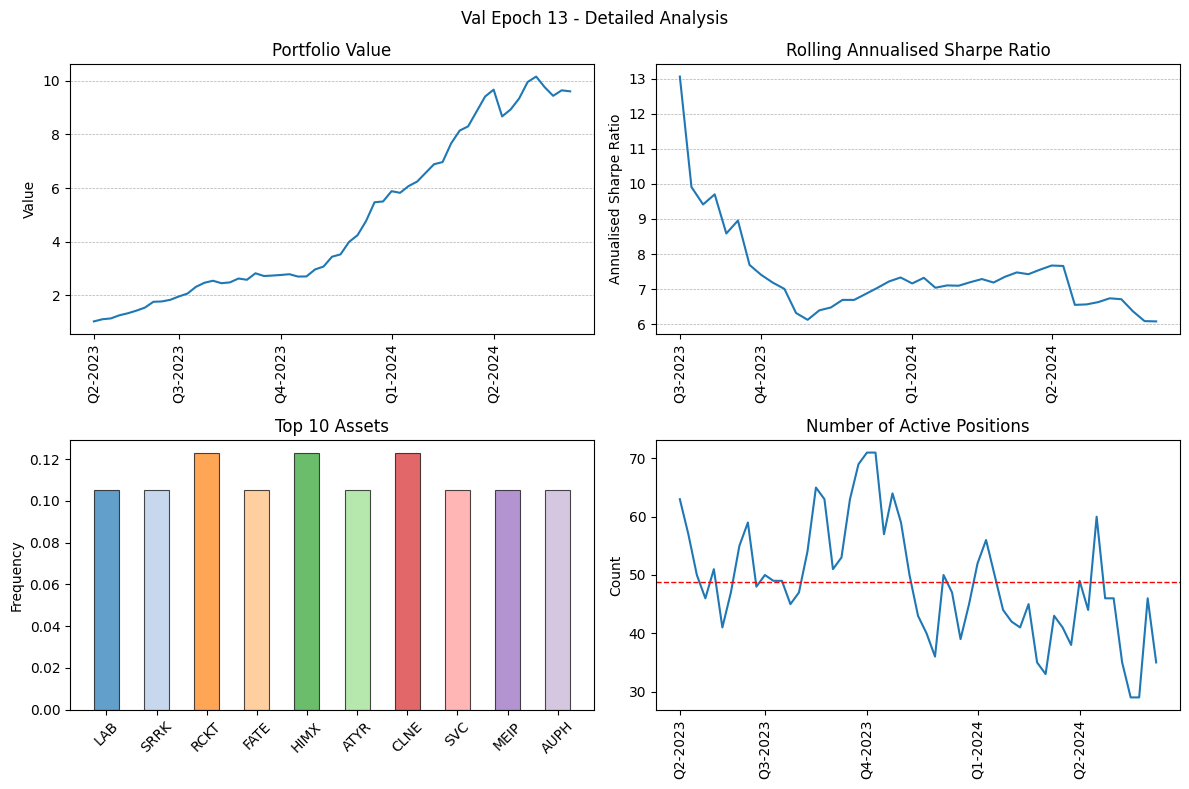 Val Epoch 13 - Detailed Analysis
Portfolio Value
Value
10
8
6
4
2
Q2-2023
Q3-2023
Q4-2023
Q1-2024
Q2-2024
Rolling Annualised Sharpe Ratio
Annualised Sharpe Ratio
13
12
11
10
9
8
7
6
Q3-2023
Q4-2023
Q1-2024
Q2-2024
Top 10 Assets
Frequency
0.12
0.10
0.08
0.06
0.04
0.02
0.00
LAB
SRRK
RCKT
FATE
HIMX
ATYR
CLNE
SVC
MEIP
AUPH
Number of Active Positions
Count
70
60
50
40
30
Q2-2023
Q3-2023
Q4-2023
Q1-2024
Q2-2024